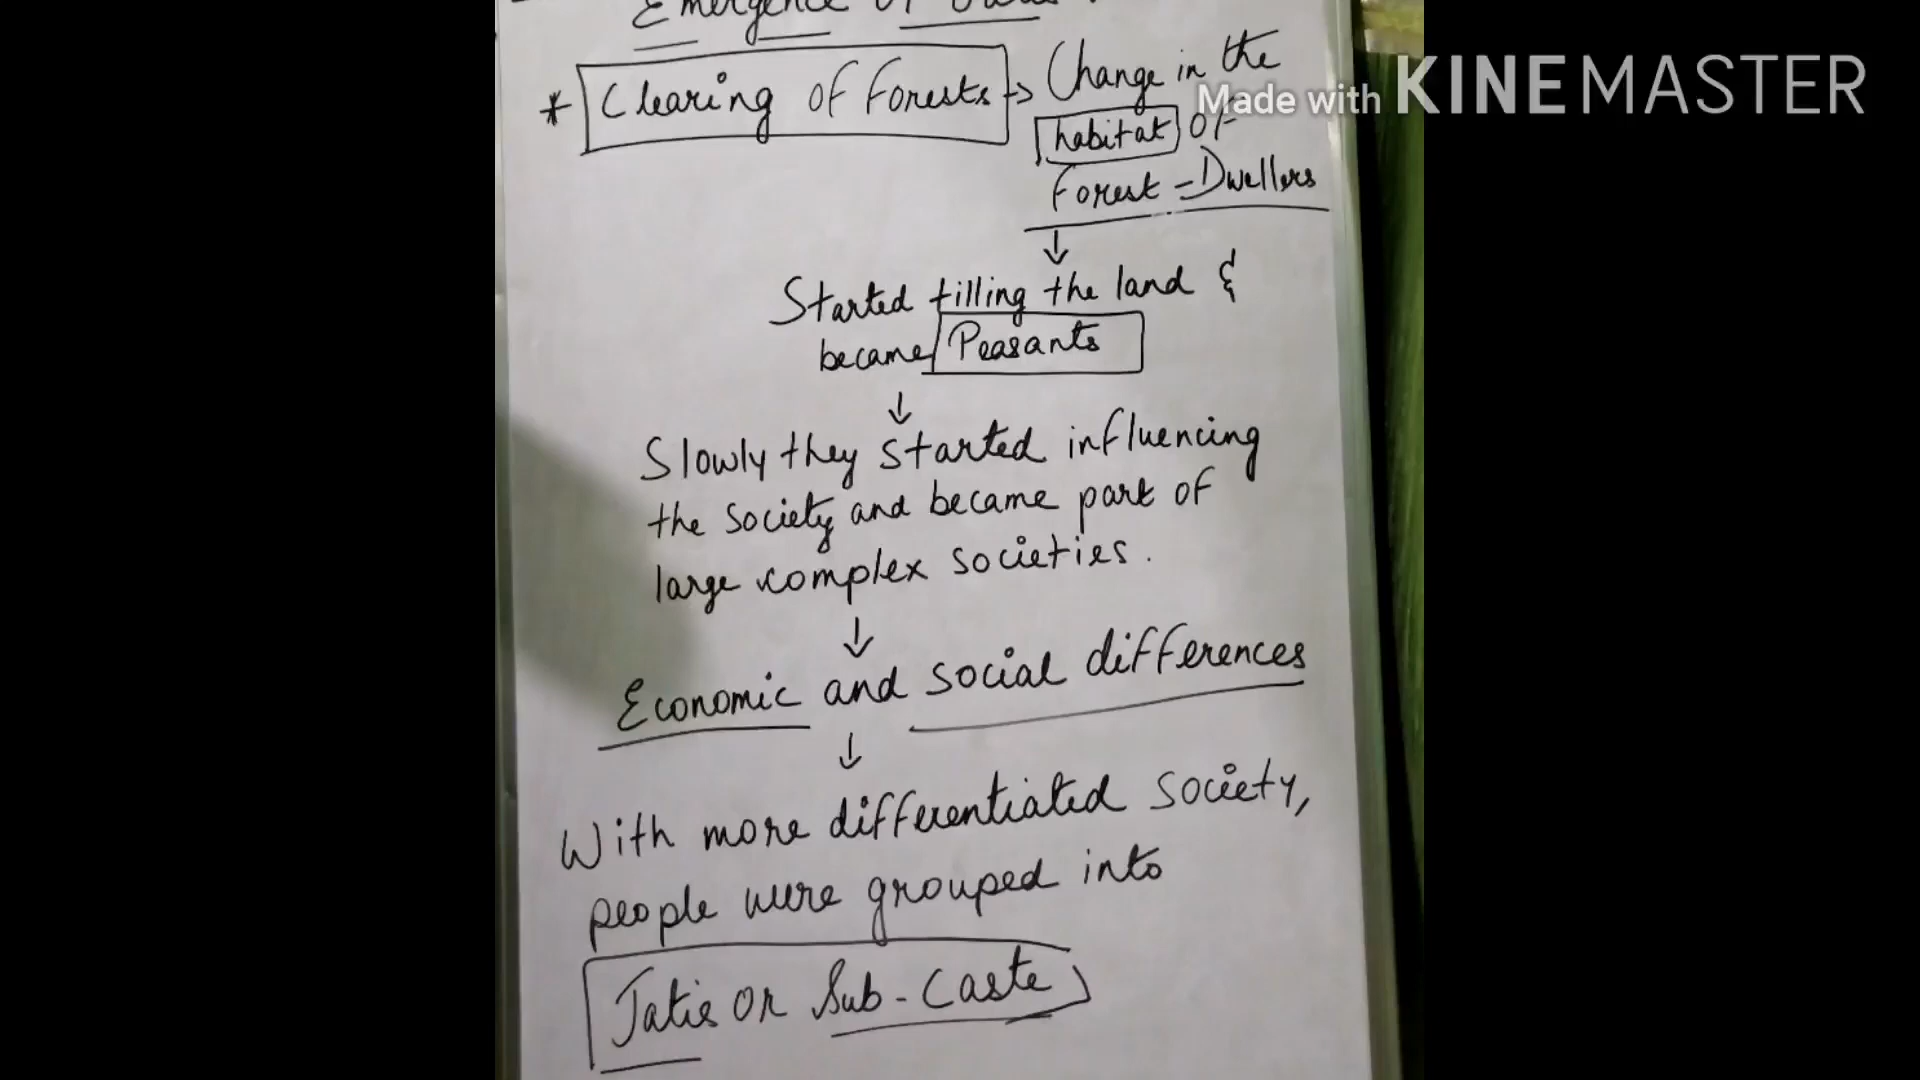 Emergence of
* Clearing of Forests → Change in the
habitat of
Forest - Dwellers
↓
Started tilling the land &
became Peasants
↓
Slowly they started influencing
the society and became part of
large complex societies.
↓
Economic and social differences
↓
With more differentiated society,
people were grouped into
Jatis or Sub-Caste
Made with KINEMASTER